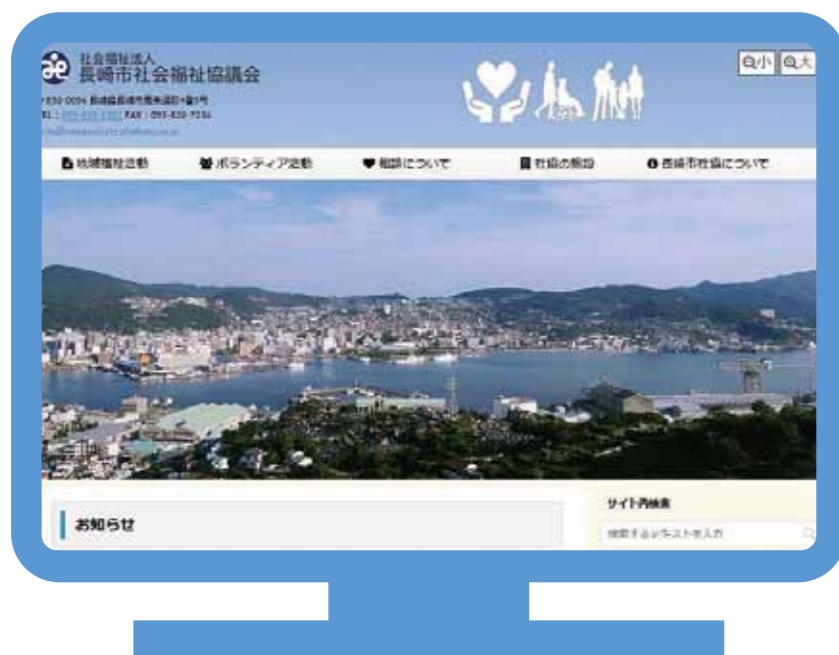 社会福祉法人
長崎市社会福祉協議会
小
大
地域福祉活動
ボランティア活動
相談について
社協の施設
長崎市社協について
お知らせ
サイト内検索
検索するテキストを入力